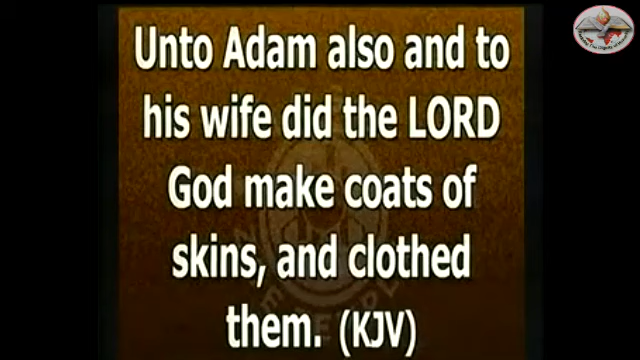 Unto Adam also and to
his wife did the LORD
God make coats of
skins, and clothed
them. (KJV)